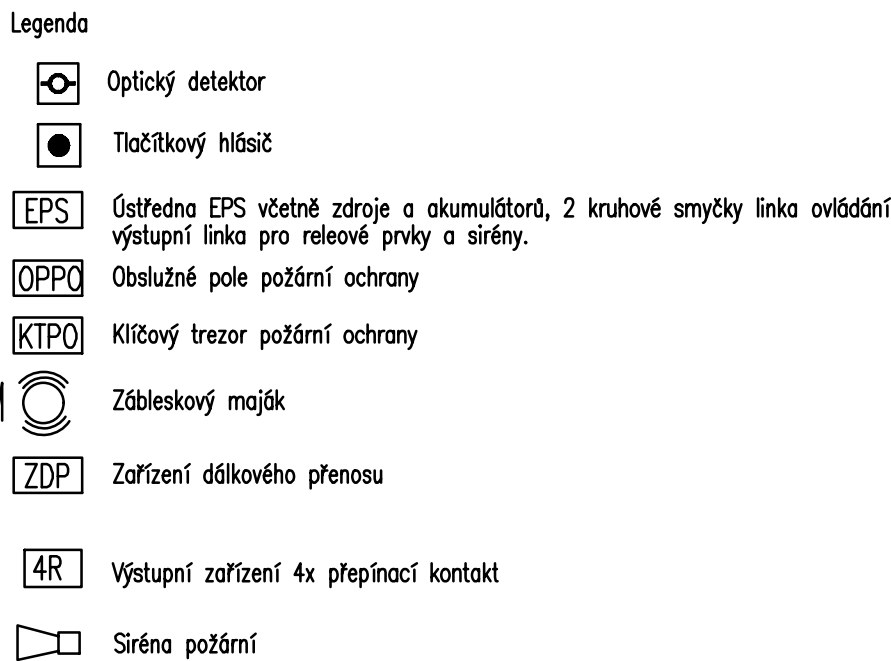 Legenda
Optický detektor
Tlačítkový hlásič
EPS Ústředna EPS včetně zdroje a akumulátorů, 2 kruhové smyčky linka ovládání
výstupní linka pro releové prvky a sirény.
OPPO Obslužné pole požární ochrany
KTPO Klíčový trezor požární ochrany
Zábleskový maják
ZDP Zařízení dálkového přenosu
4R Výstupní zařízení 4x přepínací kontakt
Siréna požární